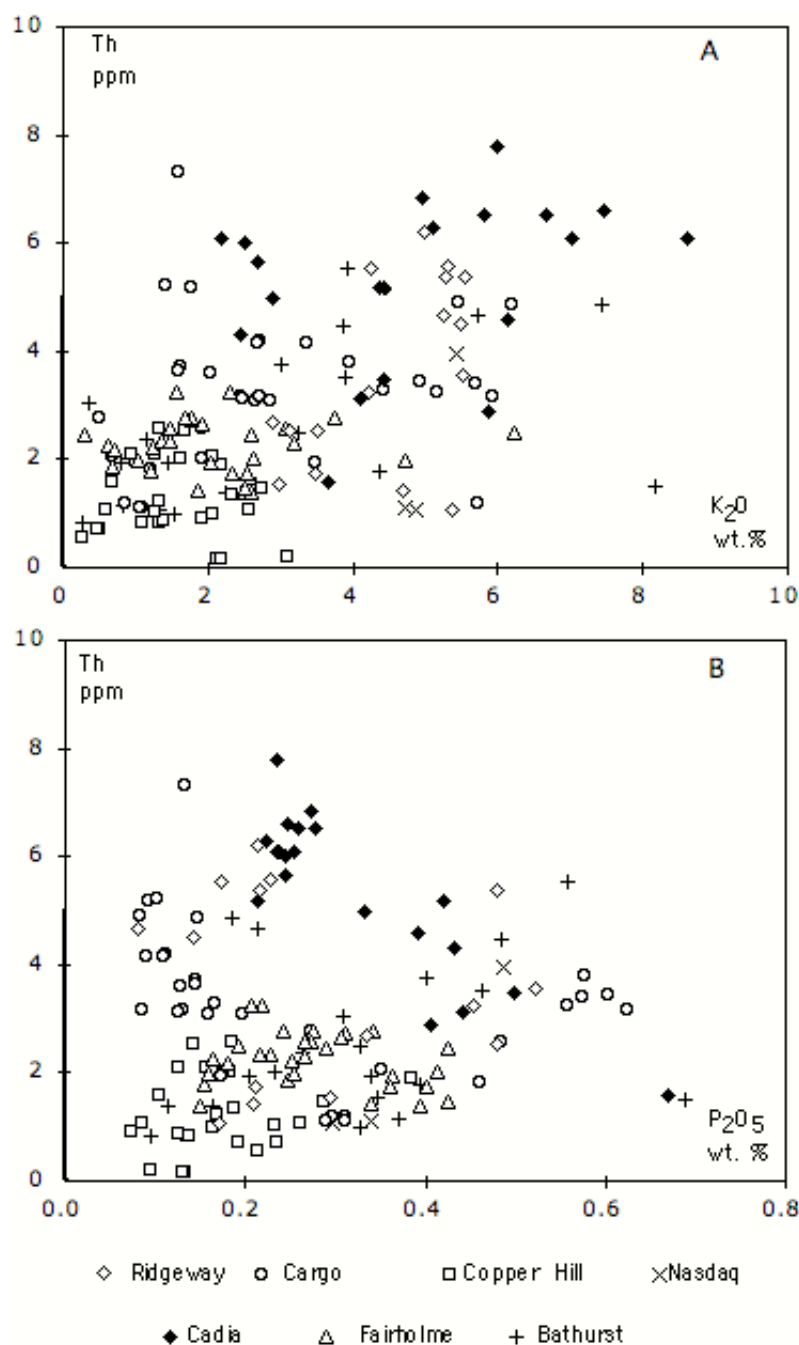 10
Th
ppm
A
8
6
4
2
K2O
wt.%
0
0 2 4 6 8 10
10
Th
ppm
B
8
6
4
2
P2O5
wt. %
0
0.0 0.2 0.4 0.6 0.8
Ridgeway Cargo Copper Hill Nasdaq
Cadia Fairholme Bathurst